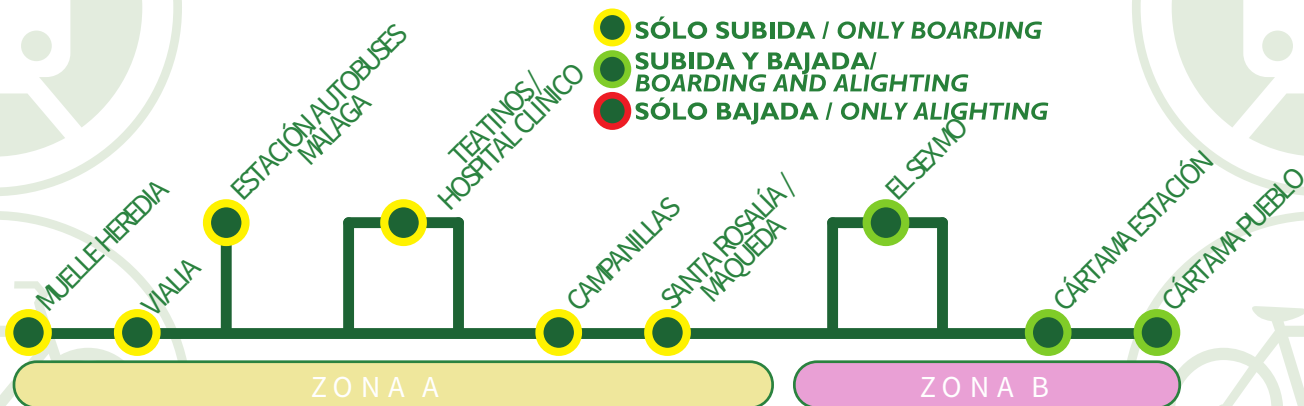 SÓLO SUBIDA / ONLY BOARDING
SUBIDA Y BAJADA/
BOARDING AND ALIGHTING
SÓLO BAJADA / ONLY ALIGHTING
MUELLE HEREDIA
VIALIA
ESTACIÓN AUTOBUSES
MÁLAGA
TEATINOS /
HOSPITAL CLÍNICO
CAMPANILLAS
SANTA ROSALÍA /
MAQUEDA
EL SEXMO
CÁRTAMA ESTACIÓN
CÁRTAMA PUEBLO
ZONA A
ZONA B